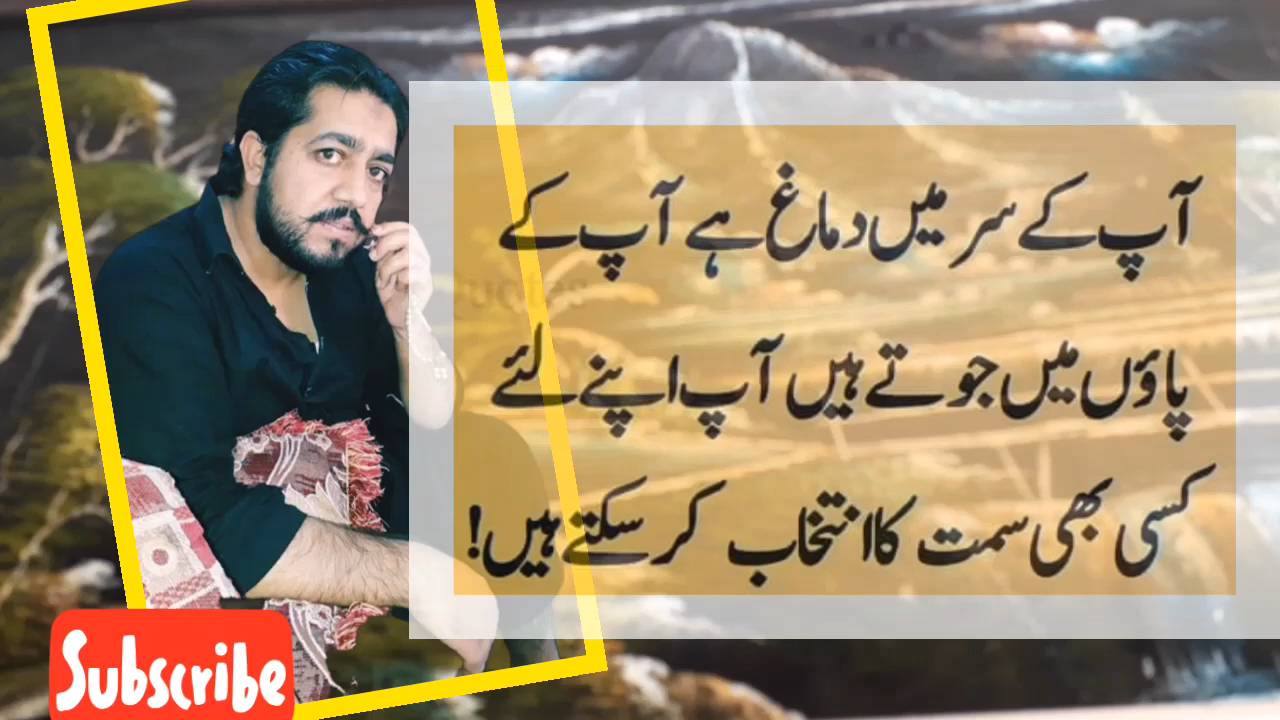 آپ کے سر میں دماغ ہے آپ کے
پاؤں میں جوتے ہیں آپ اپنے لئے
کسی بھی سمت کا انتخاب کر سکتے ہیں!
Subscribe